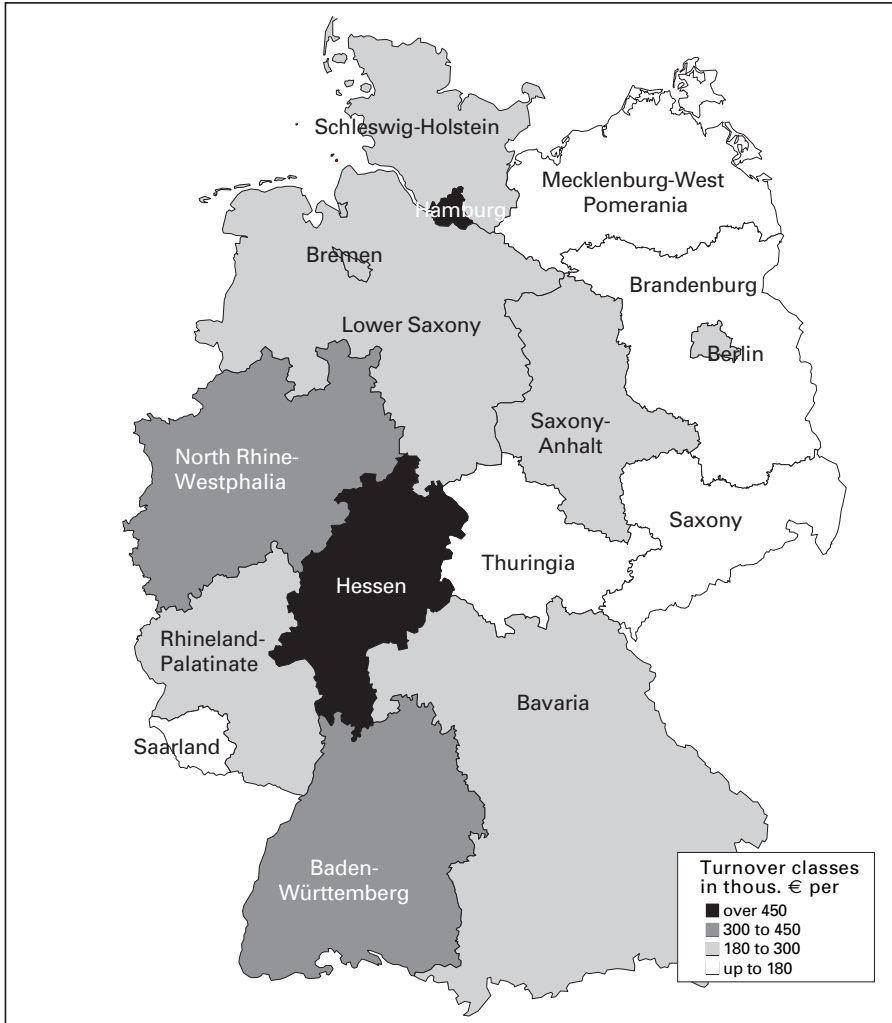 Schleswig-Holstein
Hamburg
Mecklenburg-West
Pomerania
Bremen
Brandenburg
Lower Saxony
Berlin
Saxony-
Anhalt
North Rhine-
Westphalia
Saxony
Thuringia
Hessen
Rhineland-
Palatinate
Bavaria
Saarland
Baden-
Württemberg
Turnover classes
in thous. € per
over 450
300 to 450
180 to 300
up to 180